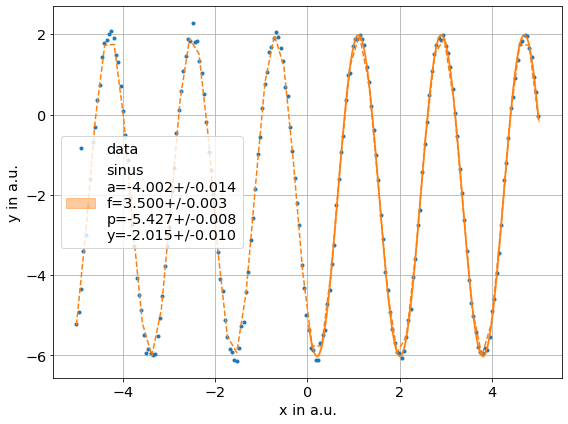 2
0
−2
−4
−6
y in a.u.
data
sinus
a=-4.002+/-0.014
f=3.500+/-0.003
p=-5.427+/-0.008
y=-2.015+/-0.010
−4
−2
0
2
4
x in a.u.